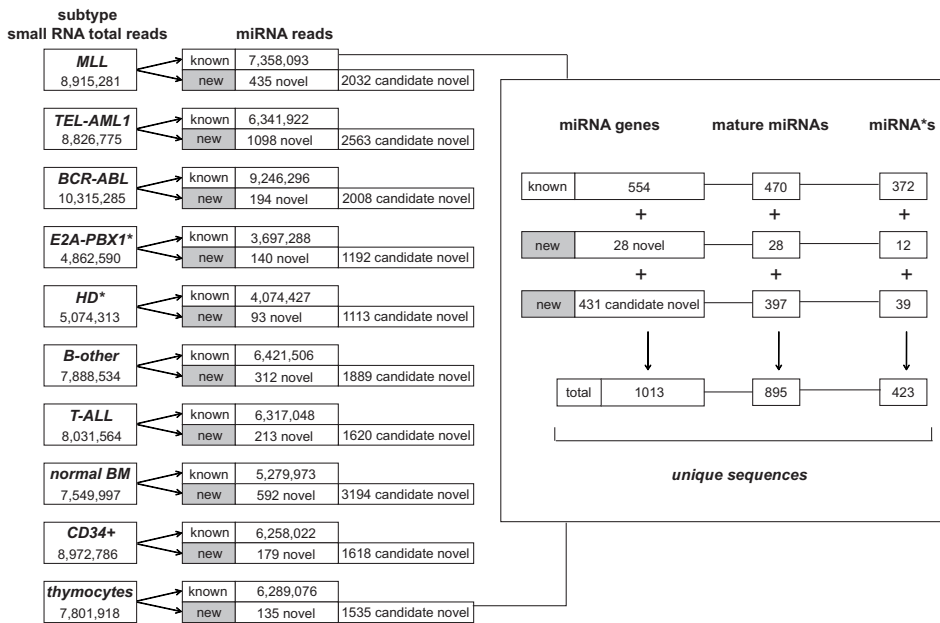 subtype
small RNA total reads
miRNA reads
MLL
8,915,281
known 7,358,093
new 435 novel 2032 candidate novel
TEL-AML1
8,826,775
known 6,341,922
new 1098 novel 2563 candidate novel
BCR-ABL
10,315,285
known 9,246,296
new 194 novel 2008 candidate novel
E2A-PBX1*
4,862,590
known 3,697,288
new 140 novel 1192 candidate novel
HD*
5,074,313
known 4,074,427
new 93 novel 1113 candidate novel
B-other
7,888,534
known 6,421,506
new 312 novel 1889 candidate novel
T-ALL
8,031,564
known 6,317,048
new 213 novel 1620 candidate novel
normal BM
7,549,997
known 5,279,973
new 592 novel 3194 candidate novel
CD34+
8,972,786
known 6,258,022
new 179 novel 1618 candidate novel
thymocytes
7,801,918
known 6,289,076
new 135 novel 1535 candidate novel
miRNA genes mature miRNAs miRNA*s
known 554 470 372
+ + +
new 28 novel 28 12
+ + +
new 431 candidate novel 397 39
total 1013 895 423
unique sequences